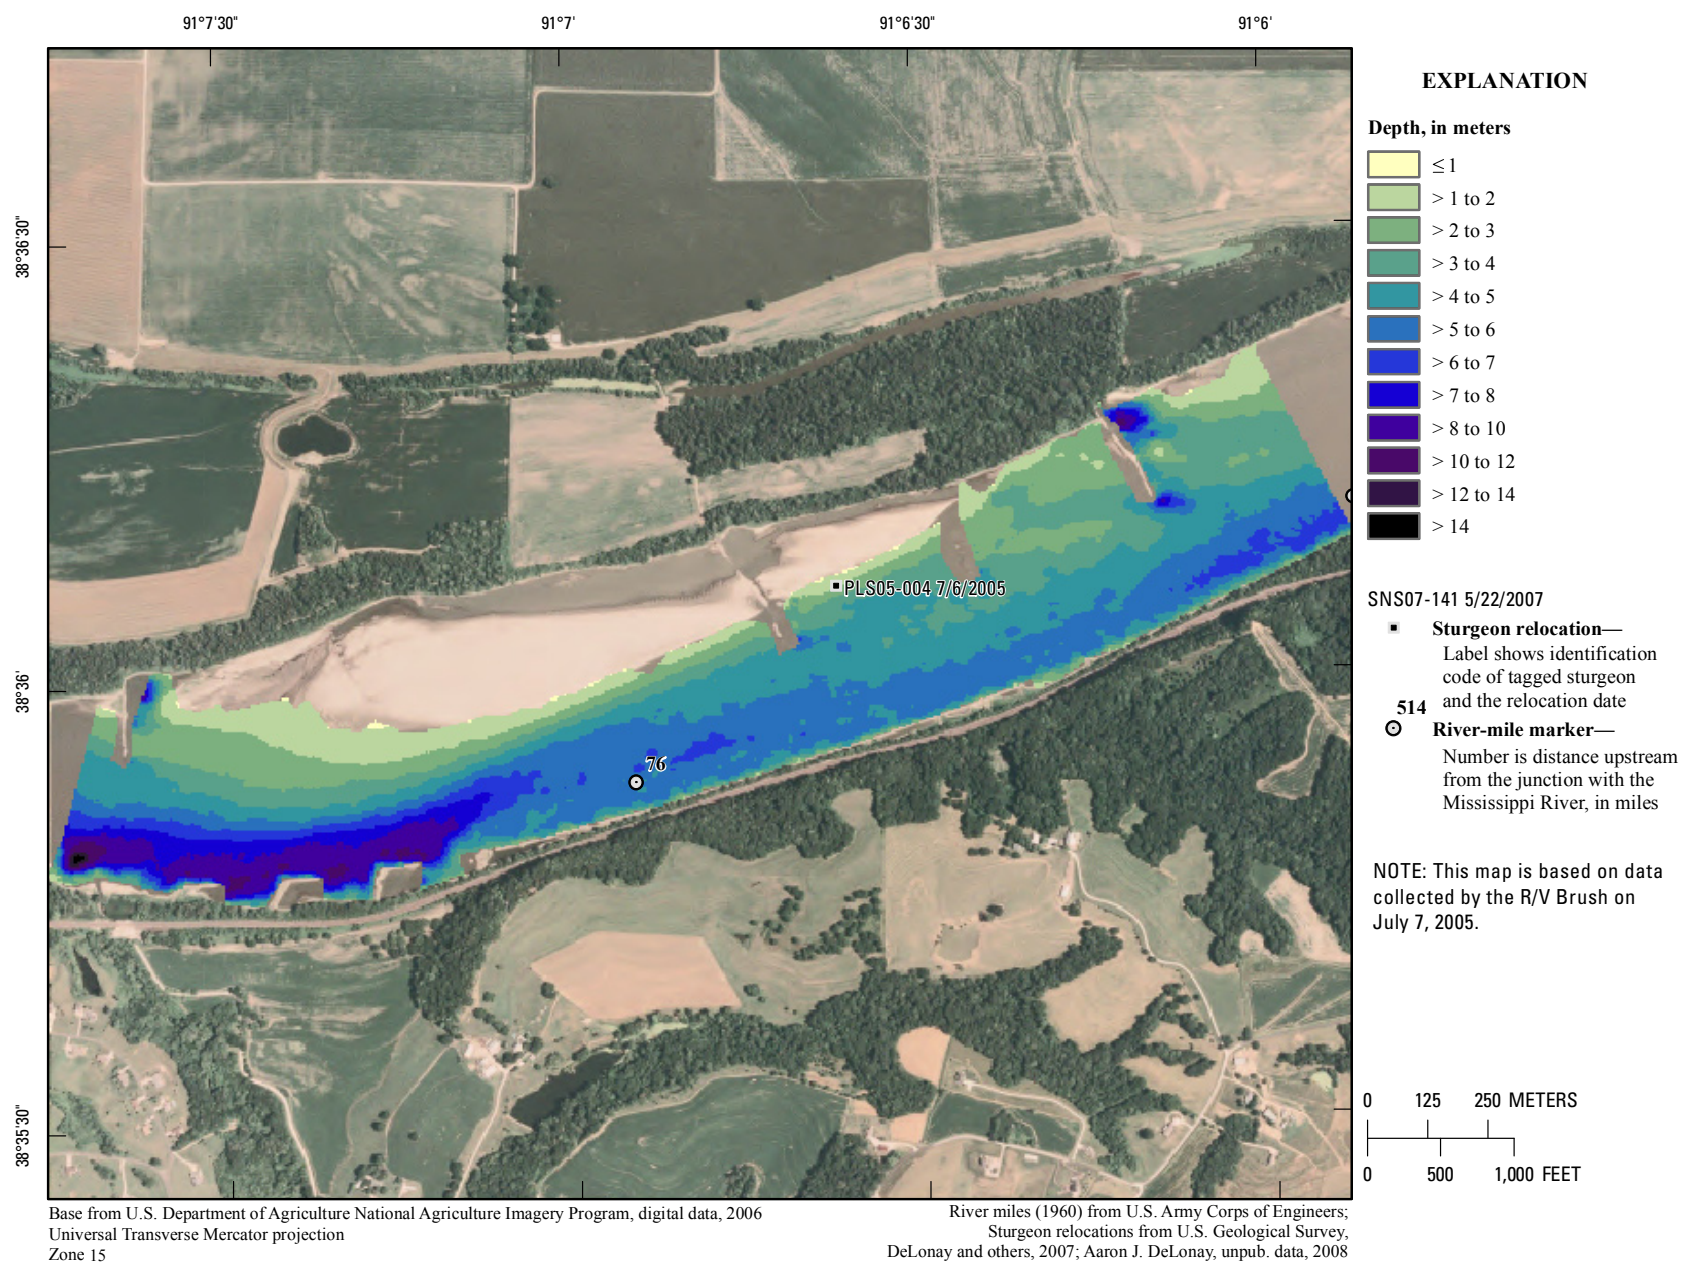 91°7'30"
91°7'
91°6'30"
91°6'
38°36'30"
38°36'
38°35'30"
PLS05-004 7/6/2005
76
EXPLANATION
Depth, in meters
≤ 1
> 1 to 2
> 2 to 3
> 3 to 4
> 4 to 5
> 5 to 6
> 6 to 7
> 7 to 8
> 8 to 10
> 10 to 12
> 12 to 14
> 14
SNS07-141 5/22/2007
Sturgeon relocation—
Label shows identification
code of tagged sturgeon
and the relocation date
514
River-mile marker—
Number is distance upstream
from the junction with the
Mississippi River, in miles
NOTE: This map is based on data
collected by the R/V Brush on
July 7, 2005.
0 125 250 METERS
0 500 1,000 FEET
Base from U.S. Department of Agriculture National Agriculture Imagery Program, digital data, 2006
Universal Transverse Mercator projection
Zone 15
River miles (1960) from U.S. Army Corps of Engineers;
Sturgeon relocations from U.S. Geological Survey,
DeLonay and others, 2007; Aaron J. DeLonay, unpub. data, 2008